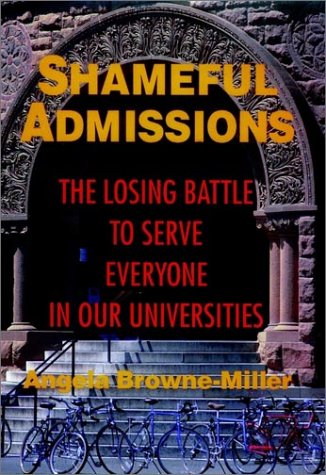 SHAMEFUL
ADMISSIONS
THE LOSING BATTLE
TO SERVE
EVERYONE
IN OUR UNIVERSITIES
Angela Browne-Miller